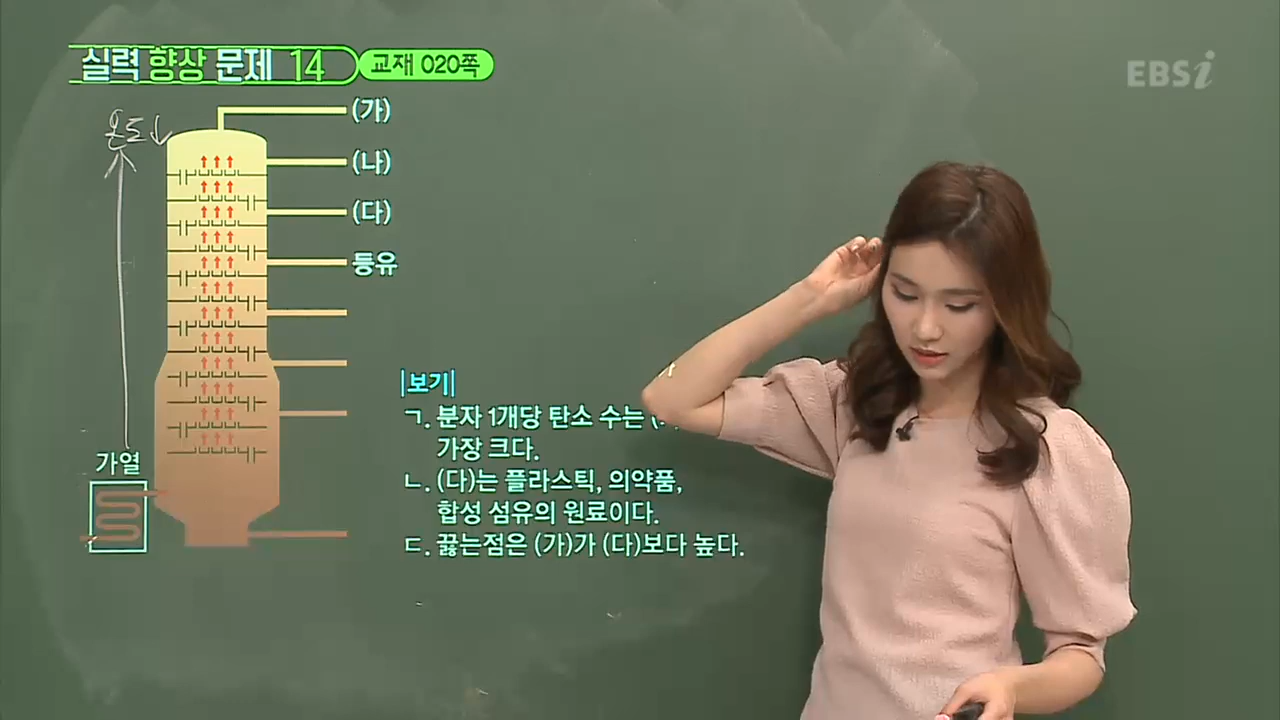 실력 향상 문제 14
교재 020쪽
EBSi
온도↓
(가)
(나)
(다)
등유
가열
|보기|
ㄱ. 분자 1개당 탄소 수는
가장 크다.
ㄴ. (다)는 플라스틱, 의약품,
합성 섬유의 원료이다.
ㄷ. 끓는점은 (가)가 (다)보다 높다.